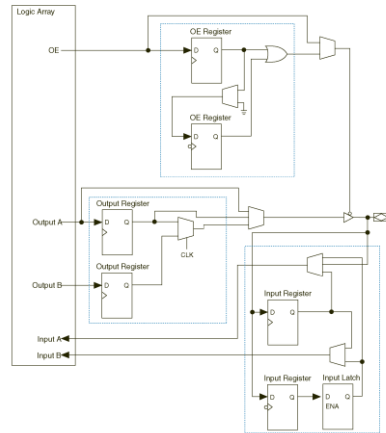 Logic Array
OE Register
OE
D Q
OE Register
D Q
Output Register
Output A
D Q
Output Register
CLK
Output B
D Q
Input A
Input Register
D Q
Input B
Input Register
Input Latch
D Q
D Q
ENA